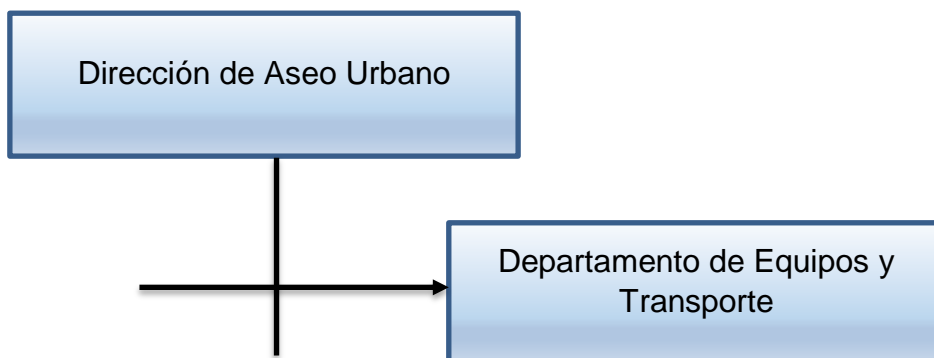 Dirección de Aseo Urbano
Departamento de Equipos y
Transporte